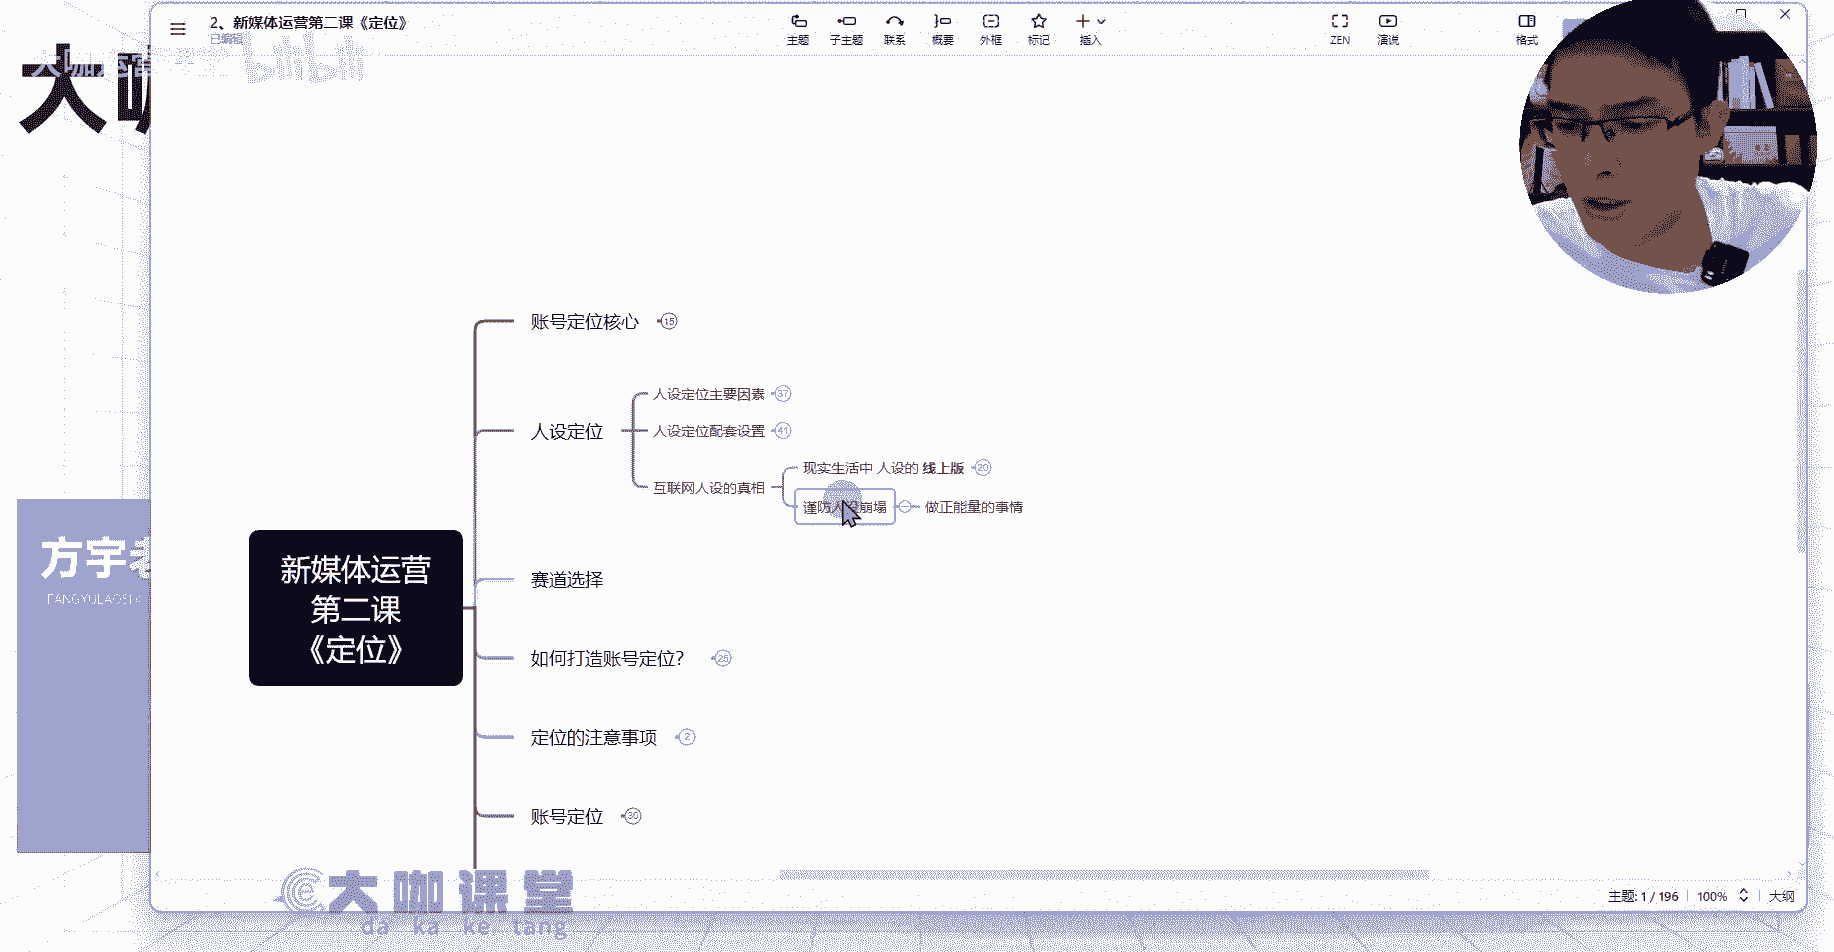 2、新媒体运营第二课《定位》
已编辑
主题
子主题
联系
概要
外框
标记
插入
ZEN
演说
格式
大咖运营
bilibili
大咖
账号定位核心 15
人设定位主要因素 37
人设定位
人设定位配套设置 41
现实生活中 人设的 线上版 20
互联网人设的真相
谨防人设崩塌
做正能量的事情
新媒体运营
第二课
《定位》
赛道选择
如何打造账号定位? 25
定位的注意事项 2
账号定位 30
方宇老
FANGYULAOSH
大咖课堂
da ka ke tang
主题: 1 / 196
100%
大纲